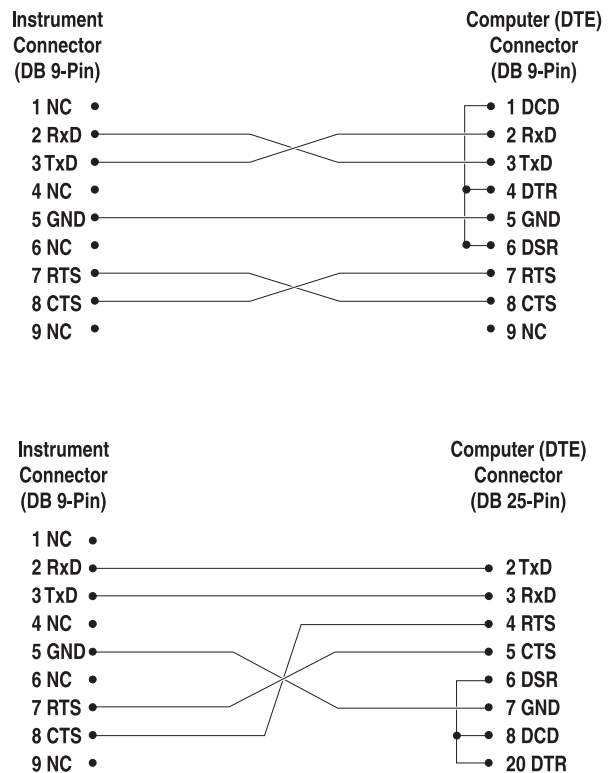 Instrument
Connector
(DB 9-Pin)
Computer (DTE)
Connector
(DB 9-Pin)
1 NC
1 DCD
2 RxD
2 RxD
3 TxD
3 TxD
4 NC
4 DTR
5 GND
5 GND
6 NC
6 DSR
7 RTS
7 RTS
8 CTS
8 CTS
9 NC
9 NC
Instrument
Connector
(DB 9-Pin)
Computer (DTE)
Connector
(DB 25-Pin)
1 NC
2 RxD
2 TxD
3 TxD
3 RxD
4 NC
4 RTS
5 GND
5 CTS
6 NC
6 DSR
7 RTS
7 GND
8 CTS
8 DCD
9 NC
20 DTR